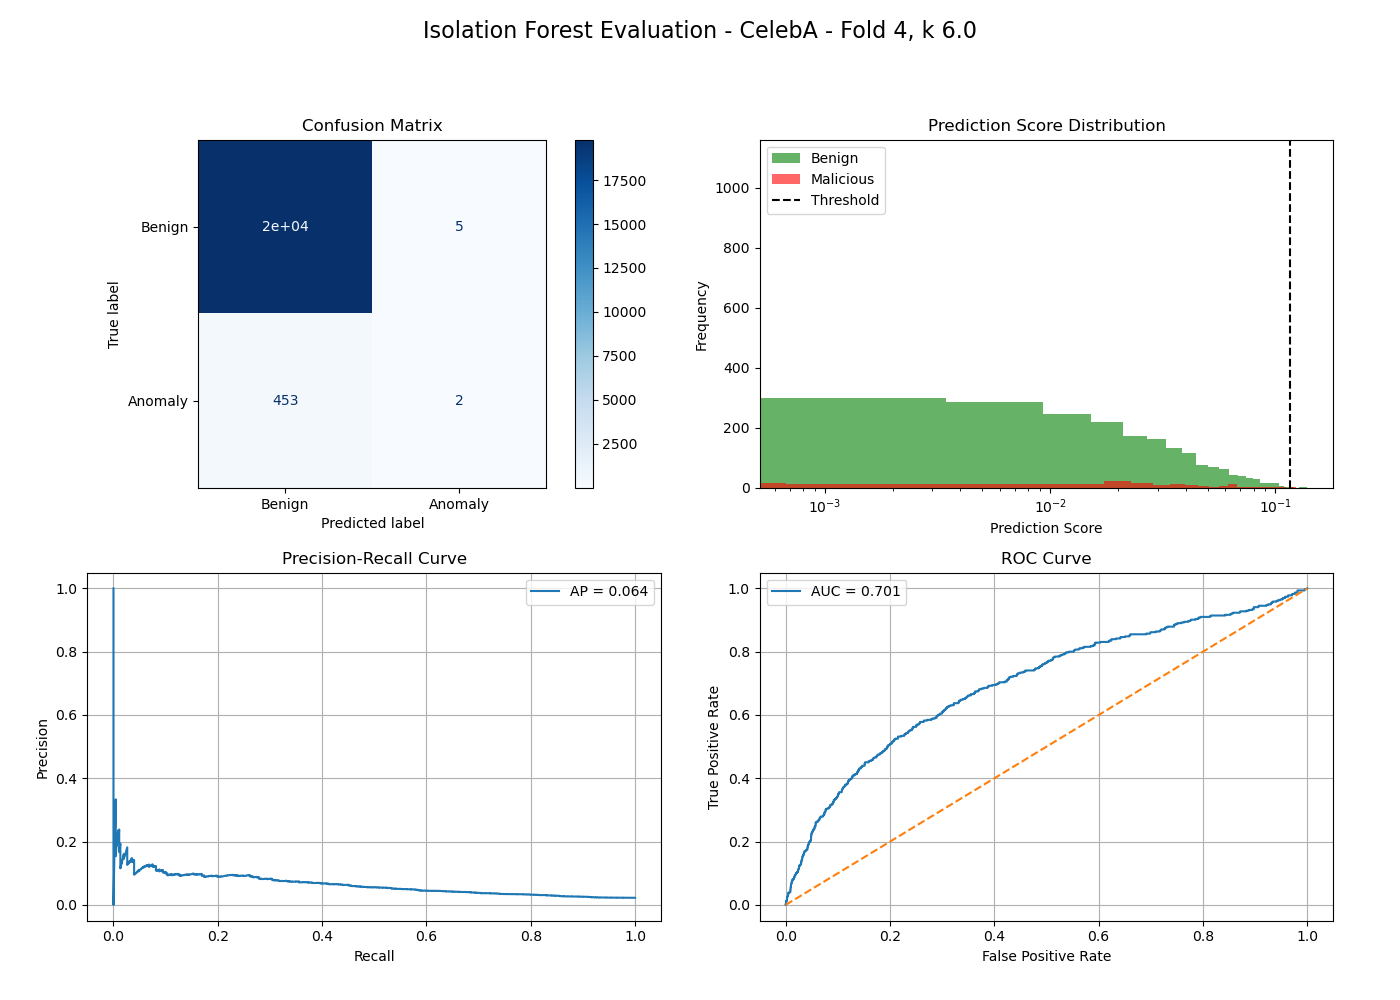 Isolation Forest Evaluation - CelebA - Fold 4, k 6.0
Confusion Matrix
True label
Benign
Anomaly
2e+04
5
453
2
Benign
Anomaly
Predicted label
17500
15000
12500
10000
7500
5000
2500
Prediction Score Distribution
Benign
Malicious
Threshold
Frequency
1000
800
600
400
200
0
10⁻³
10⁻²
10⁻¹
Prediction Score
Precision-Recall Curve
AP = 0.064
Precision
1.0
0.8
0.6
0.4
0.2
0.0
0.0
0.2
0.4
0.6
0.8
1.0
Recall
ROC Curve
AUC = 0.701
True Positive Rate
1.0
0.8
0.6
0.4
0.2
0.0
0.0
0.2
0.4
0.6
0.8
1.0
False Positive Rate